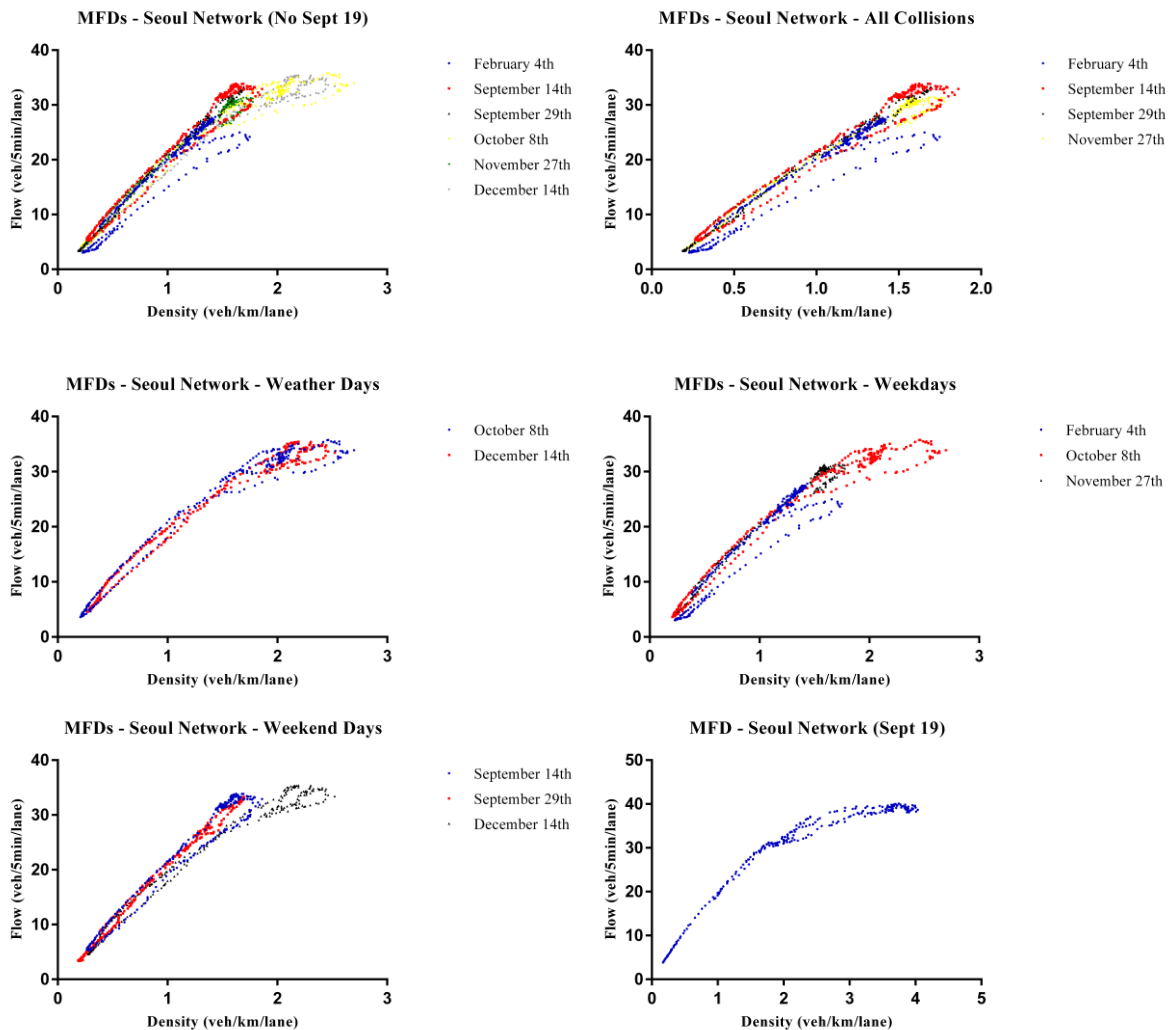 MFDs - Seoul Network (No Sept 19)
40
30
20
10
0
Flow (veh/5min/lane)
0 1 2 3
Density (veh/km/lane)
February 4th
September 14th
September 29th
October 8th
November 27th
December 14th
MFDs - Seoul Network - All Collisions
40
30
20
10
0
Flow (veh/5min/lane)
0.0 0.5 1.0 1.5 2.0
Density (veh/km/lane)
February 4th
September 14th
September 29th
November 27th
MFDs - Seoul Network - Weather Days
40
30
20
10
0
Flow (veh/5min/lane)
0 1 2 3
Density (veh/km/lane)
October 8th
December 14th
MFDs - Seoul Network - Weekdays
40
30
20
10
0
Flow (veh/5min/lane)
0 1 2 3
Density (veh/km/lane)
February 4th
October 8th
November 27th
MFDs - Seoul Network - Weekend Days
40
30
20
10
0
Flow (veh/5min/lane)
0 1 2 3
Density (veh/km/lane)
September 14th
September 29th
December 14th
MFD - Seoul Network (Sept 19)
50
40
30
20
10
0
Flow (veh/5min/lane)
0 1 2 3 4 5
Density (veh/km/lane)